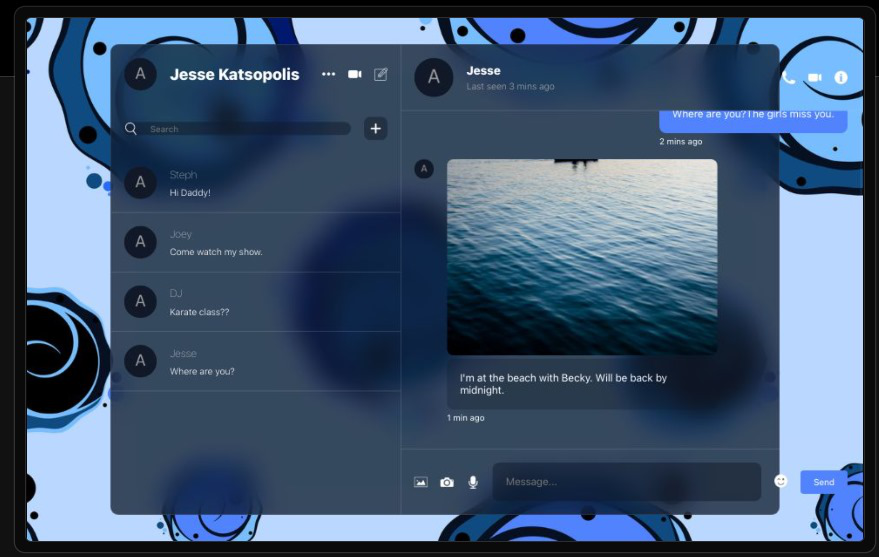 A
Jesse Katsopolis
Search
+
A
Steph
Hi Daddy!
A
Joey
Come watch my show.
A
DJ
Karate class??
A
Jesse
Where are you?
A
Jesse
Last seen 3 mins ago
Where are you?The girls miss you.
2 mins ago
A
I'm at the beach with Becky. Will be back by
midnight.
1 min ago
Message...
Send